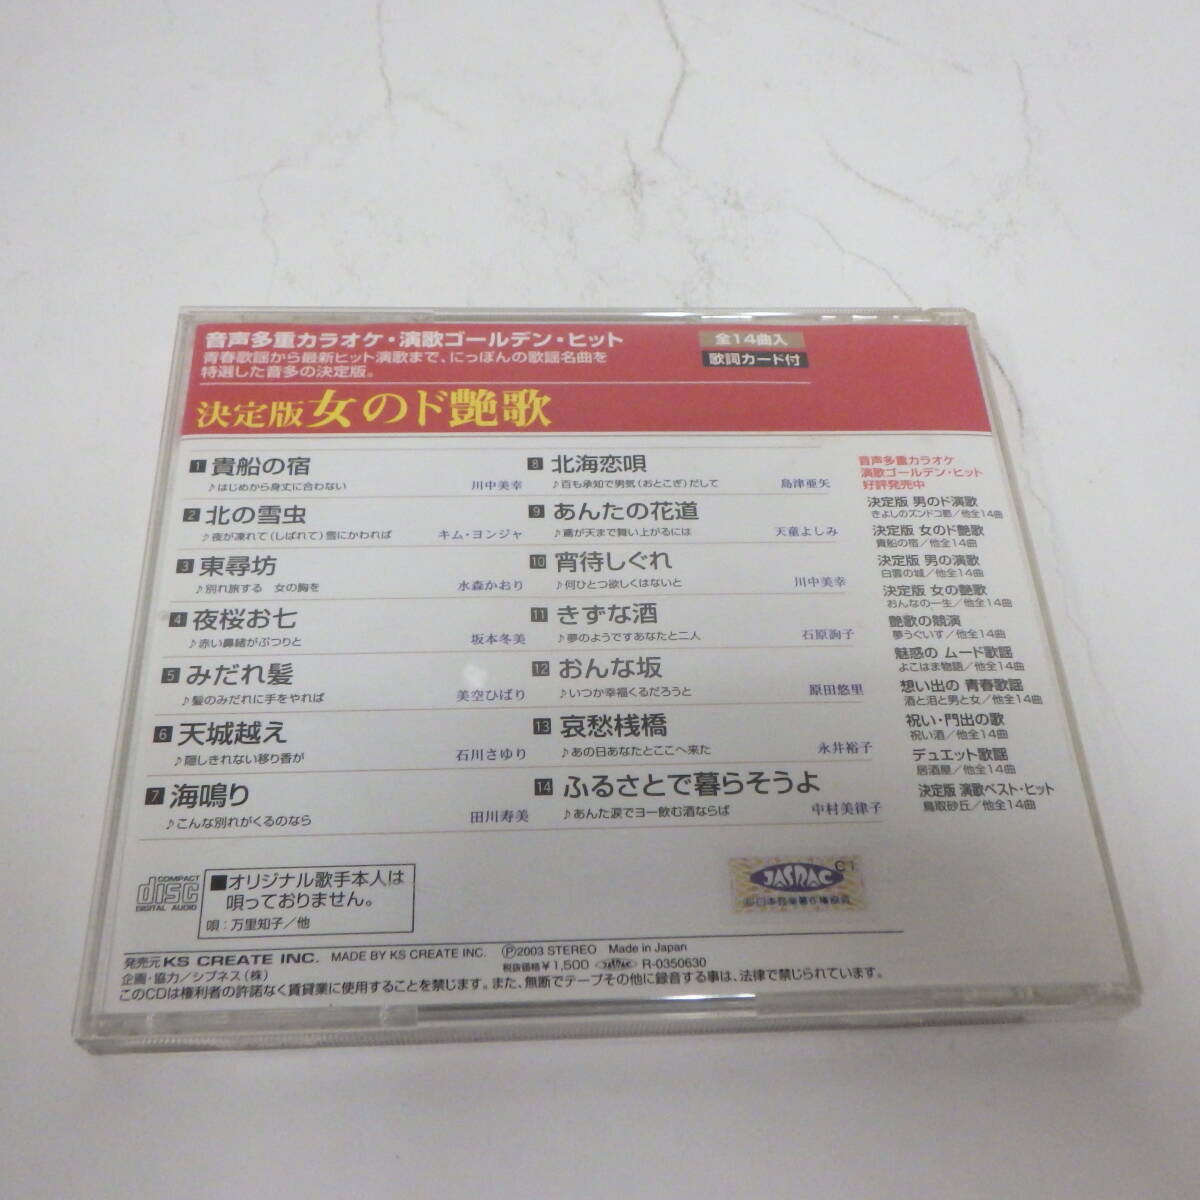 音声多重カラオケ・演歌ゴールデン・ヒット
青春歌謡から最新ヒット演歌まで、にっぽんの歌謡名曲を
特選した音多の決定版。
全14曲入
歌詞カード付
決定版 女のド艶歌
1 貴船の宿
♪はじめから身丈に合わない 川中美幸
2 北の雪虫
♪夜が凍れて(しばれて)雪にかわれば キム・ヨンジャ
3 東尋坊
♪別れ旅する 女の胸を 水森かおり
4 夜桜お七
♪赤い鼻緒がぷつりと 坂本冬美
5 みだれ髪
♪髪のみだれに手をやれば 美空ひばり
6 天城越え
♪隠しきれない移り香が 石川さゆり
7 海鳴り
♪こんな別れがくるのなら 田川寿美
8 北海恋唄
♪百も承知で男気(おとこぎ)だして 島津亜矢
9 あんたの花道
♪鳶が天まで舞い上がるには 天童よしみ
10 宵待しぐれ
♪何ひとつ欲しくはないと 川中美幸
11 きずな酒
♪夢のようですあなたと二人 石原詢子
12 おんな坂
♪いつか幸福くるだろうと 原田悠里
13 哀愁桟橋
♪あの日あなたとここへ来た 永井裕子
14 ふるさとで暮らそうよ
♪あんた涙でヨー飲む酒ならば 中村美律子
音声多重カラオケ
演歌ゴールデン・ヒット
好評発売中
決定版 男のド演歌
きよしのズンドコ節/他全14曲
決定版 女のド艶歌
貴船の宿/他全14曲
決定版 男の演歌
白雲の城/他全14曲
決定版 女の艶歌
おんなの一生/他全14曲
艶歌の競演
夢うぐいす/他全14曲
魅惑の ムード歌謡
よこはま物語/他全14曲
想い出の 青春歌謡
酒と泪と男と女/他全14曲
祝い・門出の歌
祝い酒/他全14曲
デュエット歌謡
居酒屋/他全14曲
決定版 演歌ベスト・ヒット
鳥取砂丘/他全14曲
COMPACT
disc
DIGITAL AUDIO
■オリジナル歌手本人は
唄っておりません。
唄:万里知子/他
C1
JASRAC
発売元 KS CREATE INC. MADE BY KS CREATE INC. Ⓟ2003 STEREO Made in Japan
企画・協力/シブネス(株) 税抜価格¥1,500 JASRAC R-0350630
このCDは権利者の許諾なく賃貸業に使用することを禁じます。また、無断でテープその他に録音する事は、法律で禁じられています。